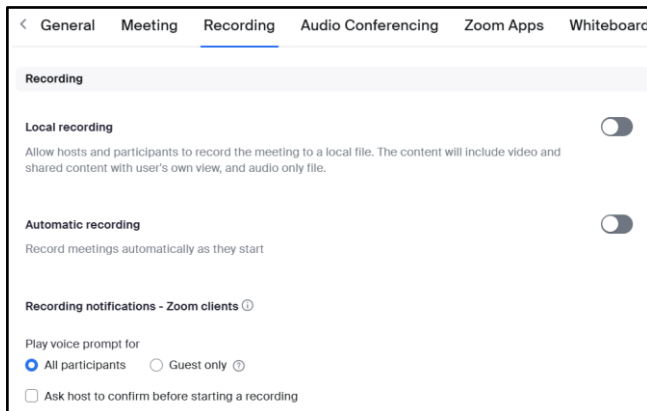 General Meeting Recording Audio Conferencing Zoom Apps Whiteboard
Recording
Local recording
Allow hosts and participants to record the meeting to a local file. The content will include video and
shared content with user's own view, and audio only file.
Automatic recording
Record meetings automatically as they start
Recording notifications - Zoom clients
Play voice prompt for
All participants Guest only
Ask host to confirm before starting a recording